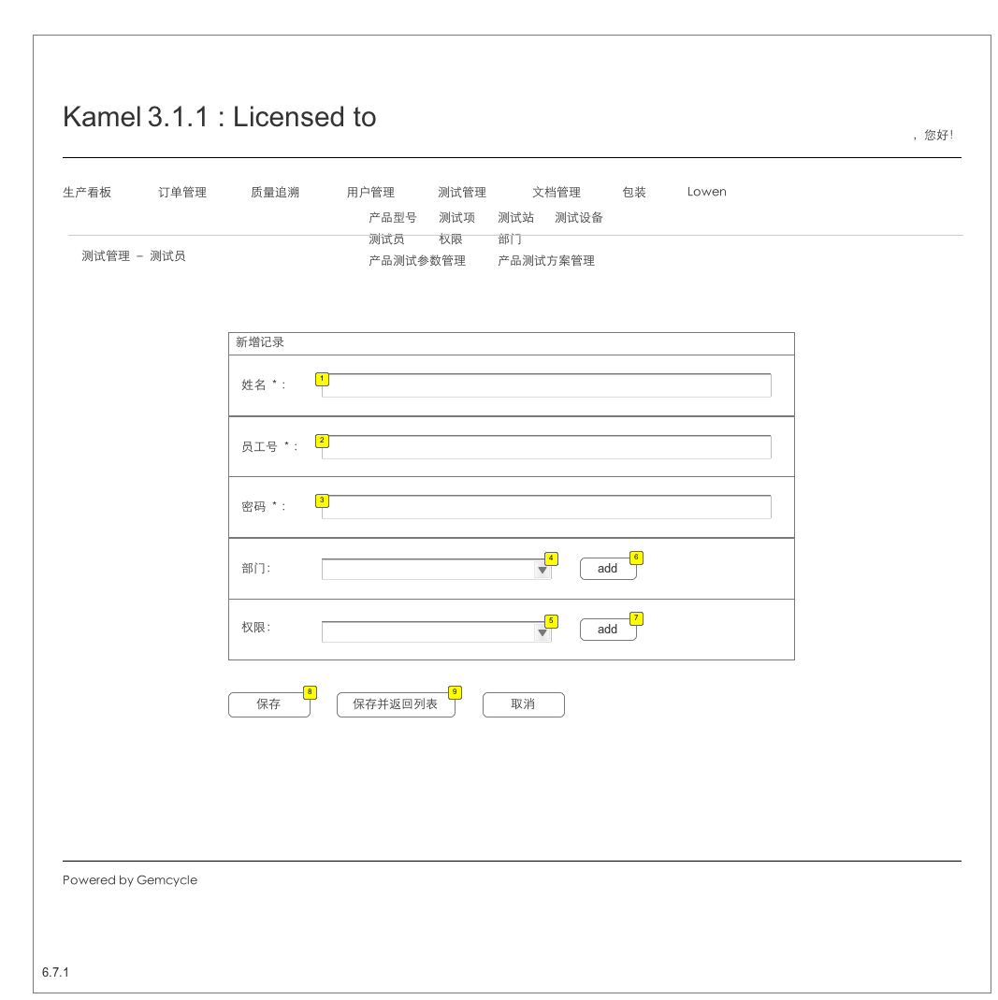 Kamel 3.1.1 : Licensed to
，您好!
生产看板 订单管理 质量追溯 用户管理 测试管理 文档管理 包装 Lowen
产品型号 测试项 测试站 测试设备
测试员 权限 部门
测试管理 – 测试员
产品测试参数管理 产品测试方案管理
新增记录
姓名 * : 1
员工号 * : 2
密码 * : 3
部门: 4 add 6
权限: 5 add 7
保存 8 保存并返回列表 9 取消
Powered by Gemcycle
6.7.1